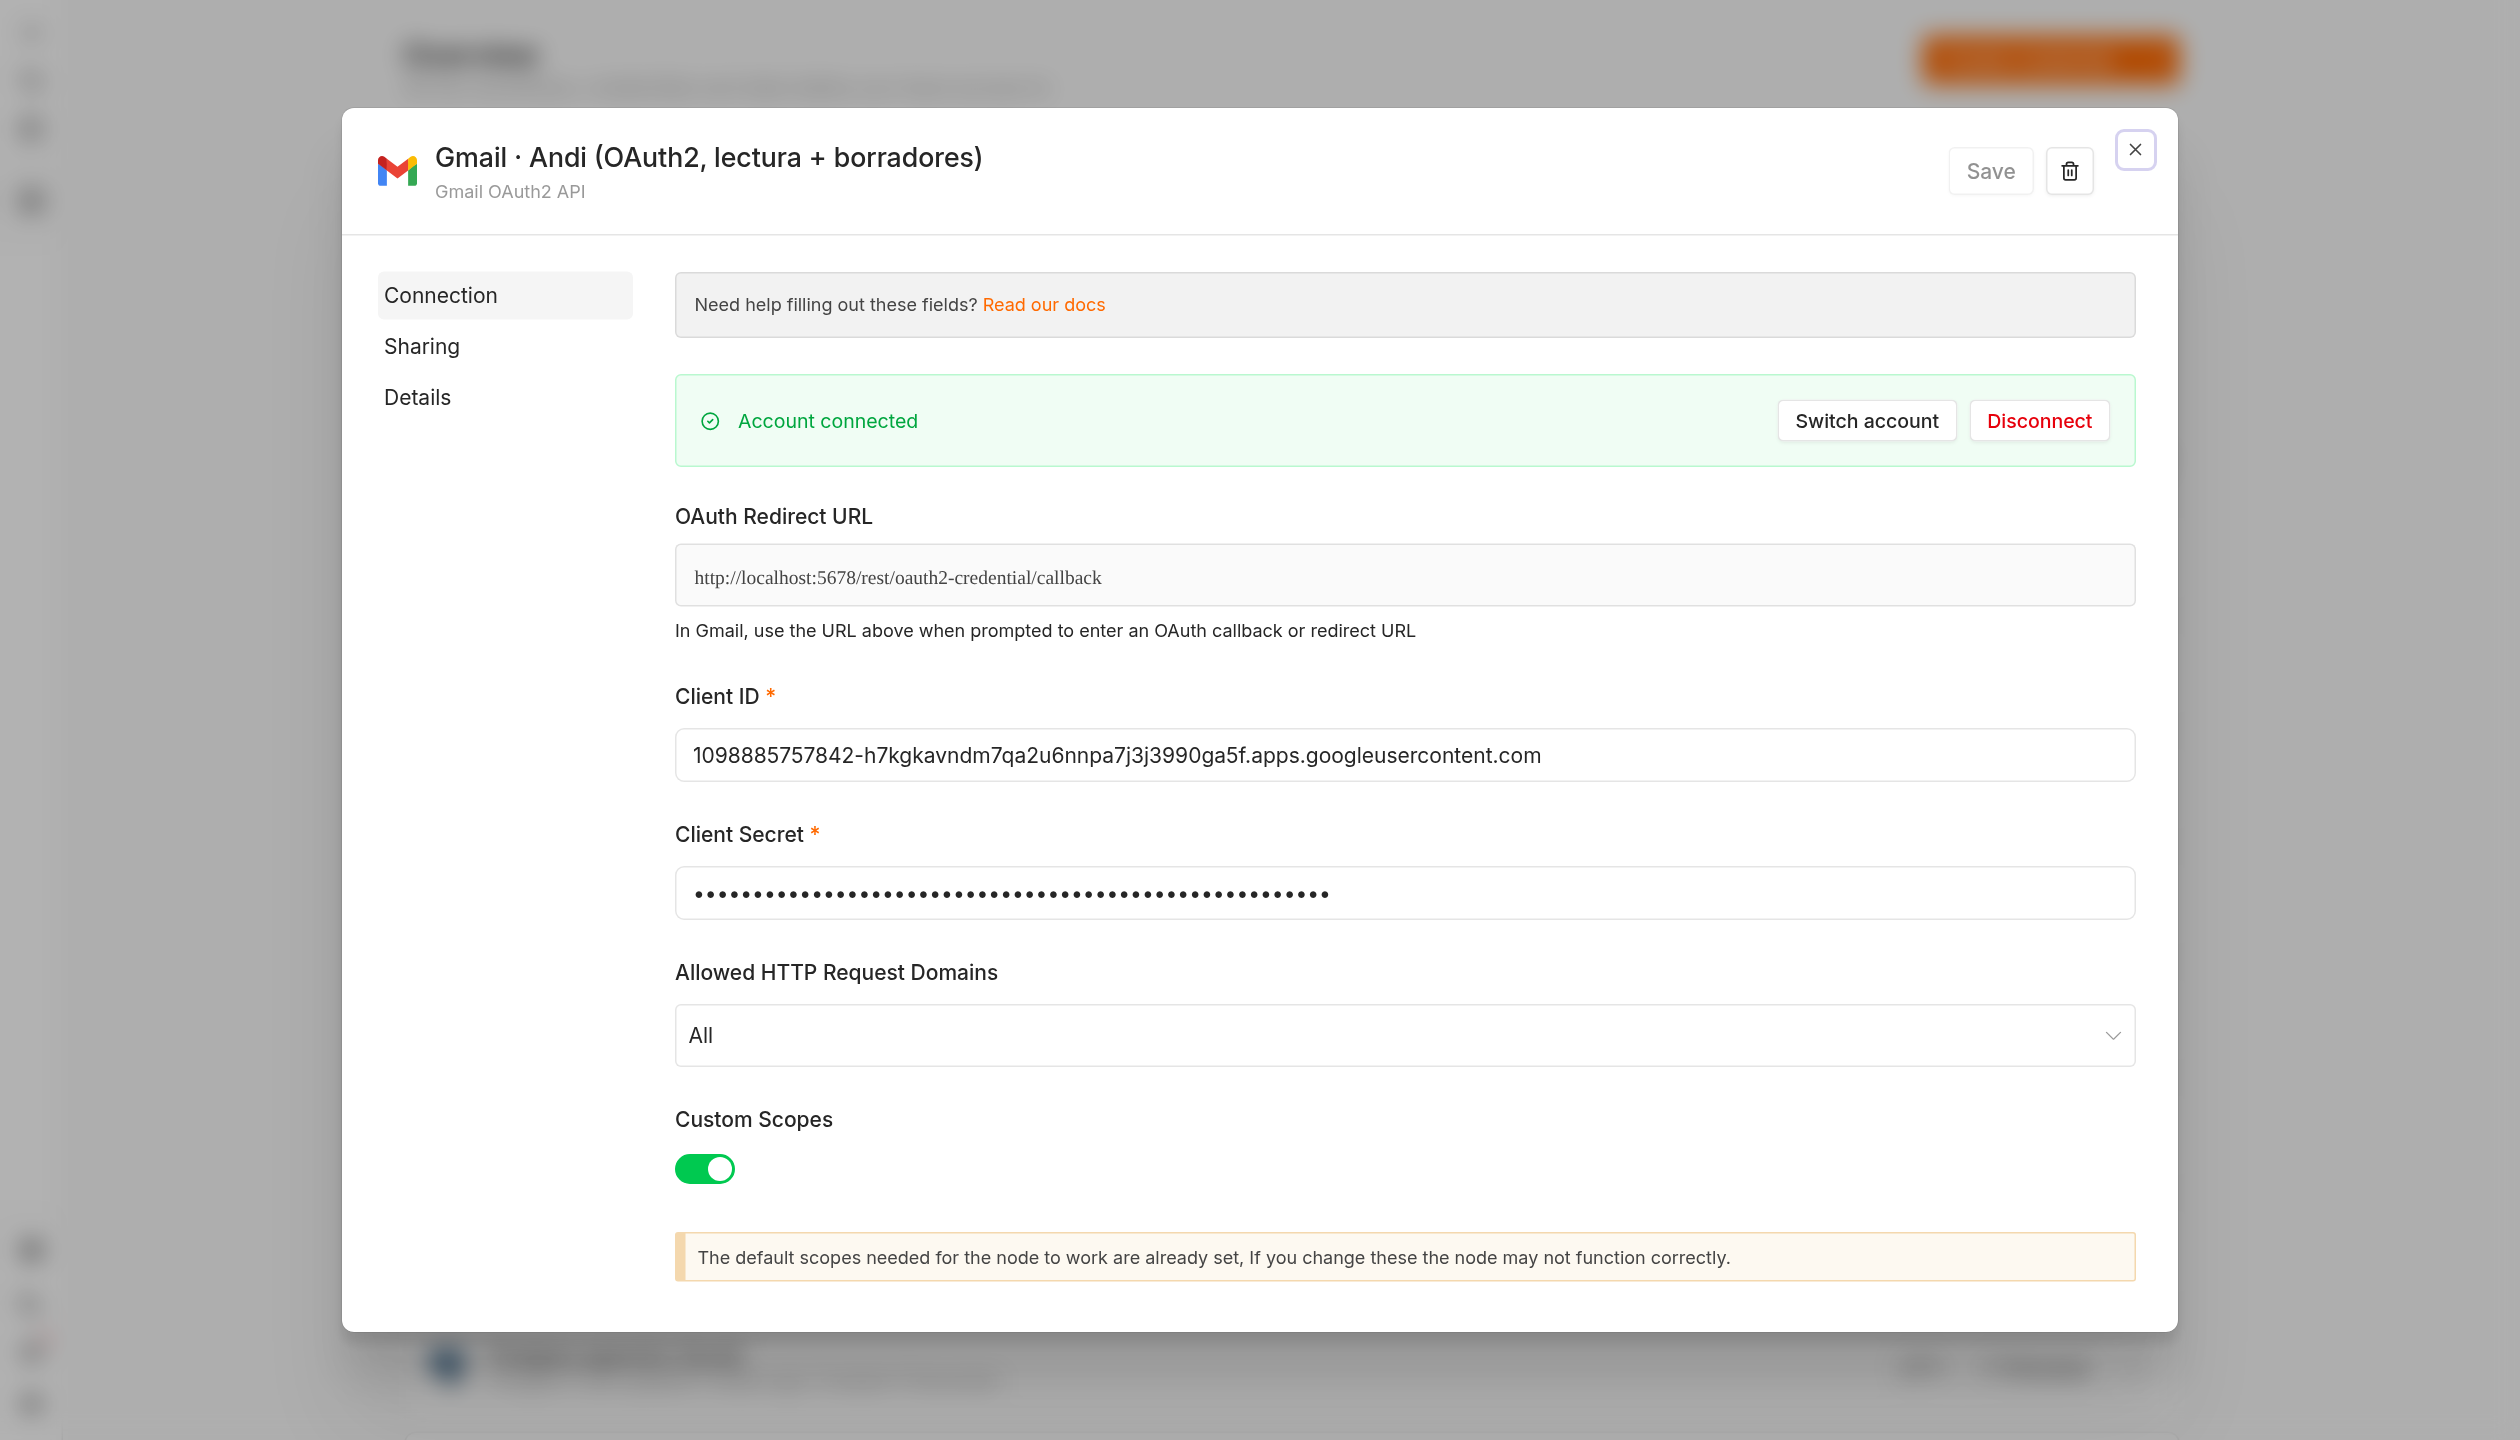 Gmail · Andi (OAuth2, lectura + borradores)
Gmail OAuth2 API
Save
Connection
Sharing
Details
Need help filling out these fields? Read our docs
Account connected
Switch account
Disconnect
OAuth Redirect URL
http://localhost:5678/rest/oauth2-credential/callback
In Gmail, use the URL above when prompted to enter an OAuth callback or redirect URL
Client ID *
1098885757842-h7kgkavndm7qa2u6nnpa7j3j3990ga5f.apps.googleusercontent.com
Client Secret *
Allowed HTTP Request Domains
All
Custom Scopes
The default scopes needed for the node to work are already set, If you change these the node may not function correctly.